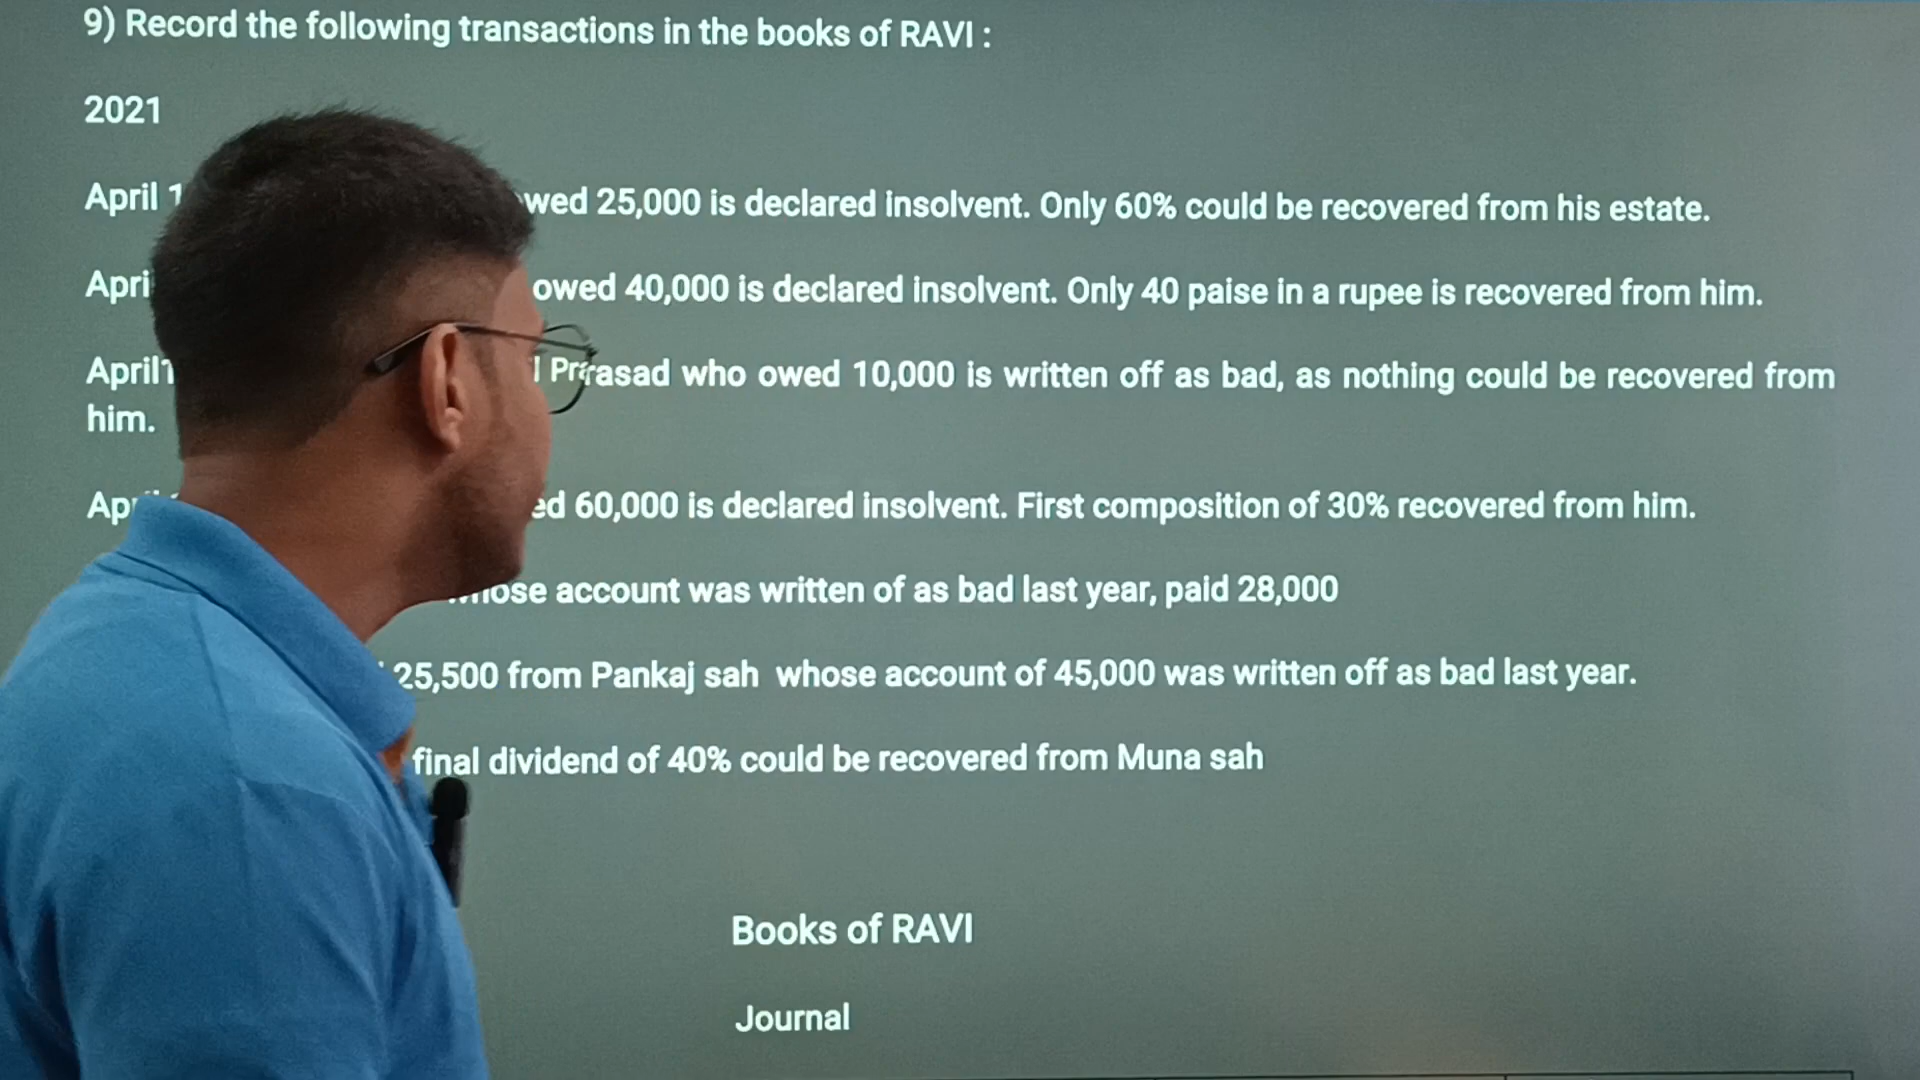 9) Record the following transactions in the books of RAVI :
2021
April 1 owed 25,000 is declared insolvent. Only 60% could be recovered from his estate.
owed 40,000 is declared insolvent. Only 40 paise in a rupee is recovered from him.
who owed 10,000 is written off as bad, as nothing could be recovered from
him.
60,000 is declared insolvent. First composition of 30% recovered from him.
account was written of as bad last year, paid 28,000
25,500 from Pankaj sah whose account of 45,000 was written off as bad last year.
final dividend of 40% could be recovered from Muna sah
Books of RAVI
Journal